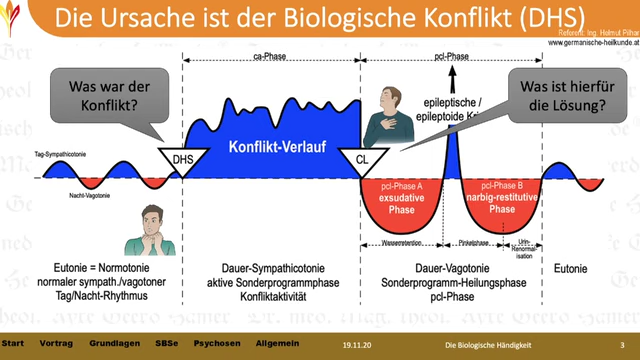 Die Ursache ist der Biologische Konflikt (DHS)
Referent: Ing. Helmut Pilhar
www.germanische-heilkunde.at
ca-Phase
pcl-Phase
Was war der
Konflikt?
Was ist hierfür
die Lösung?
epileptische /
epileptoide
Konflikt-Verlauf
DHS
CL
Tag-Sympathicotonie
Nacht-Vagotonie
pcl-Phase A
exsudative
Phase
pcl-Phase B
narbig-restitutive
Phase
Wasserretention
Pinkelphase
Urin-
Renormal-
isation
Eutonie = Normotonie
normaler sympath./vagotoner
Tag/Nacht-Rhythmus
Dauer-Sympathicotonie
aktive Sonderprogrammphase
Konfliktaktivität
Dauer-Vagotonie
Sonderprogramm-Heilungsphase
pcl-Phase
Eutonie
Start Vortrag Grundlagen SBSe Psychosen Allgemein
19.11.20
Die Biologische Händigkeit
3